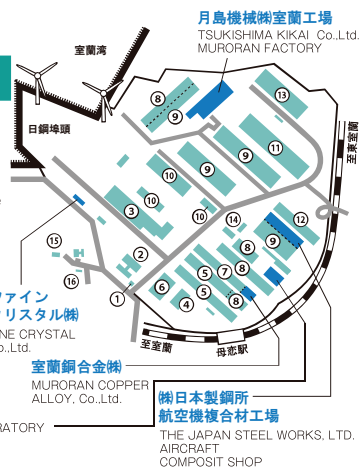 月島機械㈱室蘭工場
TSUKISHIMA KIKAI Co.,Ltd.
MURORAN FACTORY
室蘭湾
日鋼埠頭
至東室蘭
⑧
⑨
⑬
⑪
⑨
⑨
⑩
⑩
⑩
③
⑭
⑫
⑮
②
⑧
⑨
⑯
⑤
⑦
⑧
①
⑥
⑤
④
⑧
ァイン
リスタル㈱
NE CRYSTAL
o.,Ltd.
至室蘭
母恋駅
室蘭銅合金㈱
MURORAN COPPER
ALLOY, Co.,Ltd.
RATORY
㈱日本製鋼所
航空機複合材工場
THE JAPAN STEEL WORKS, LTD.
AIRCRAFT
COMPOSIT SHOP